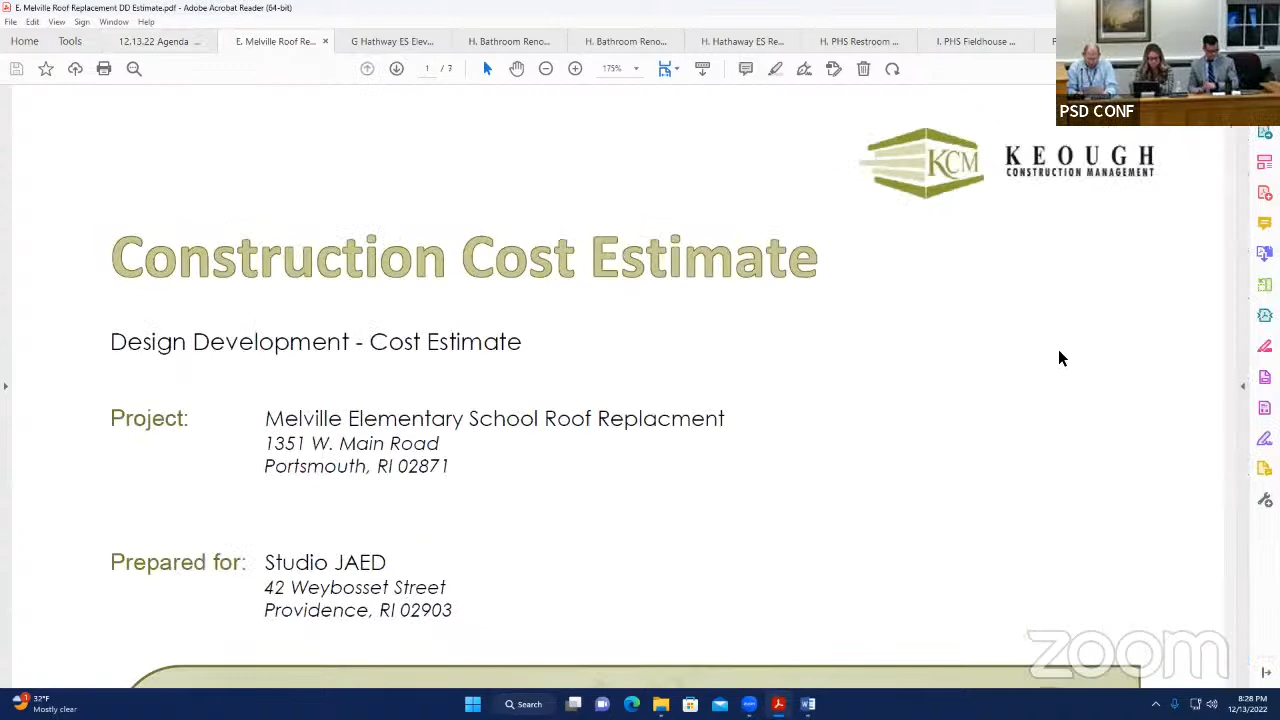 E. Melville Roof Replacement DD Estimate.pdf - Adobe Acrobat Reader (64-bit)
File Edit View Sign Window Help
Home Tools 12.13.22 Agenda ... E. Melville Roof Re... × G Hathway - Survey... H. Bathroom Reno... H. Bathroom Reno... H. Hathaway ES Re... H. PHS Restroom ... I. PHS Fieldhouse ...
1 175%
PSD CONF
KCM KEOUGH
CONSTRUCTION MANAGEMENT
Construction Cost Estimate
Design Development - Cost Estimate
Project: Melville Elementary School Roof Replacment
1351 W. Main Road
Portsmouth, RI 02871
Prepared for: Studio JAED
42 Weybosset Street
Providence, RI 02903
zoom
1 32°F
Mostly clear
Search
8:28 PM
12/13/2022